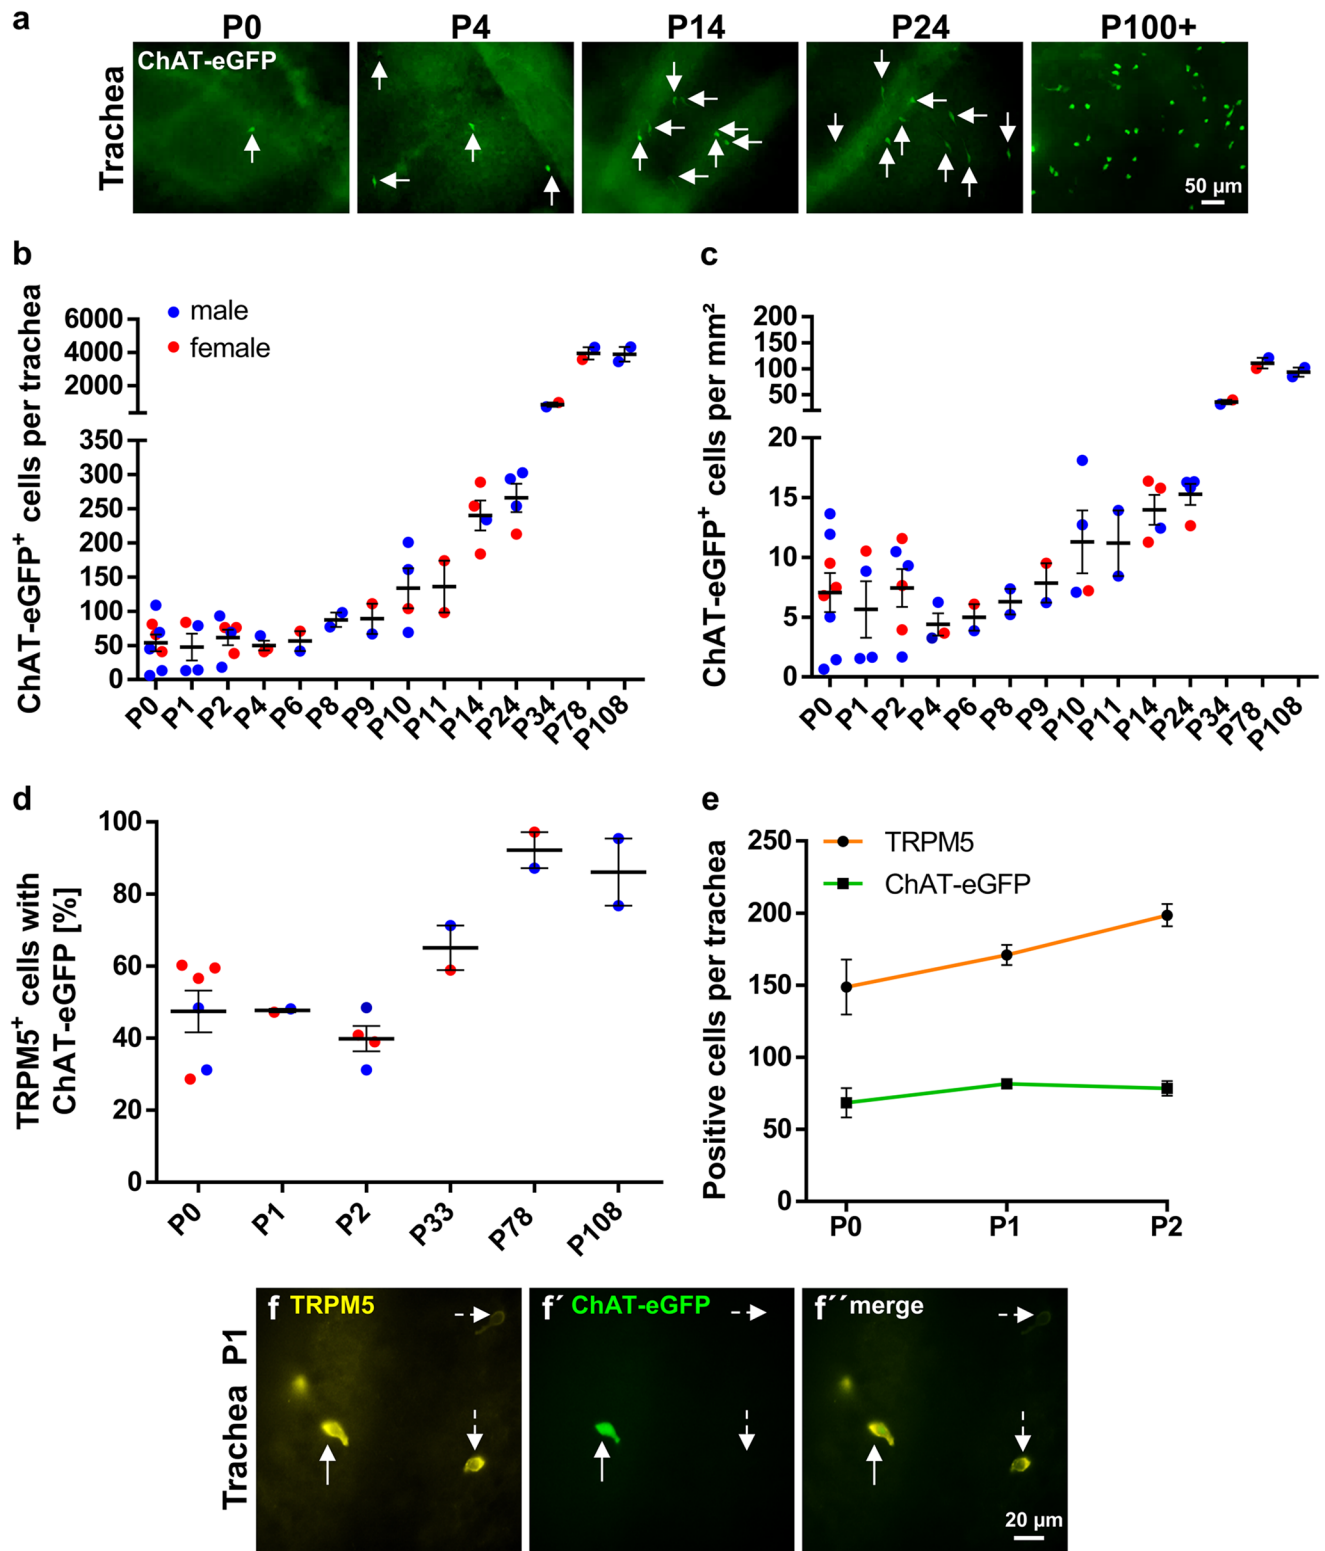 a
P0 P4 P14 P24 P100+
Trachea
ChAT-eGFP
50 µm
b
ChAT-eGFP⁺ cells per trachea
male
female
6000
4000
2000
350
300
250
200
150
100
50
0
P0 P1 P2 P4 P6 P8 P9 P10 P11 P14 P24 P34 P78 P108
c
ChAT-eGFP⁺ cells per mm²
200
150
100
50
20
15
10
5
0
P0 P1 P2 P4 P6 P8 P9 P10 P11 P14 P24 P34 P78 P108
d
TRPM5⁺ cells with
ChAT-eGFP [%]
100
80
60
40
20
0
P0 P1 P2 P33 P78 P108
e
Positive cells per trachea
TRPM5
ChAT-eGFP
250
200
150
100
50
0
P0 P1 P2
Trachea P1
f TRPM5
f´ ChAT-eGFP
f´´ merge
20 µm